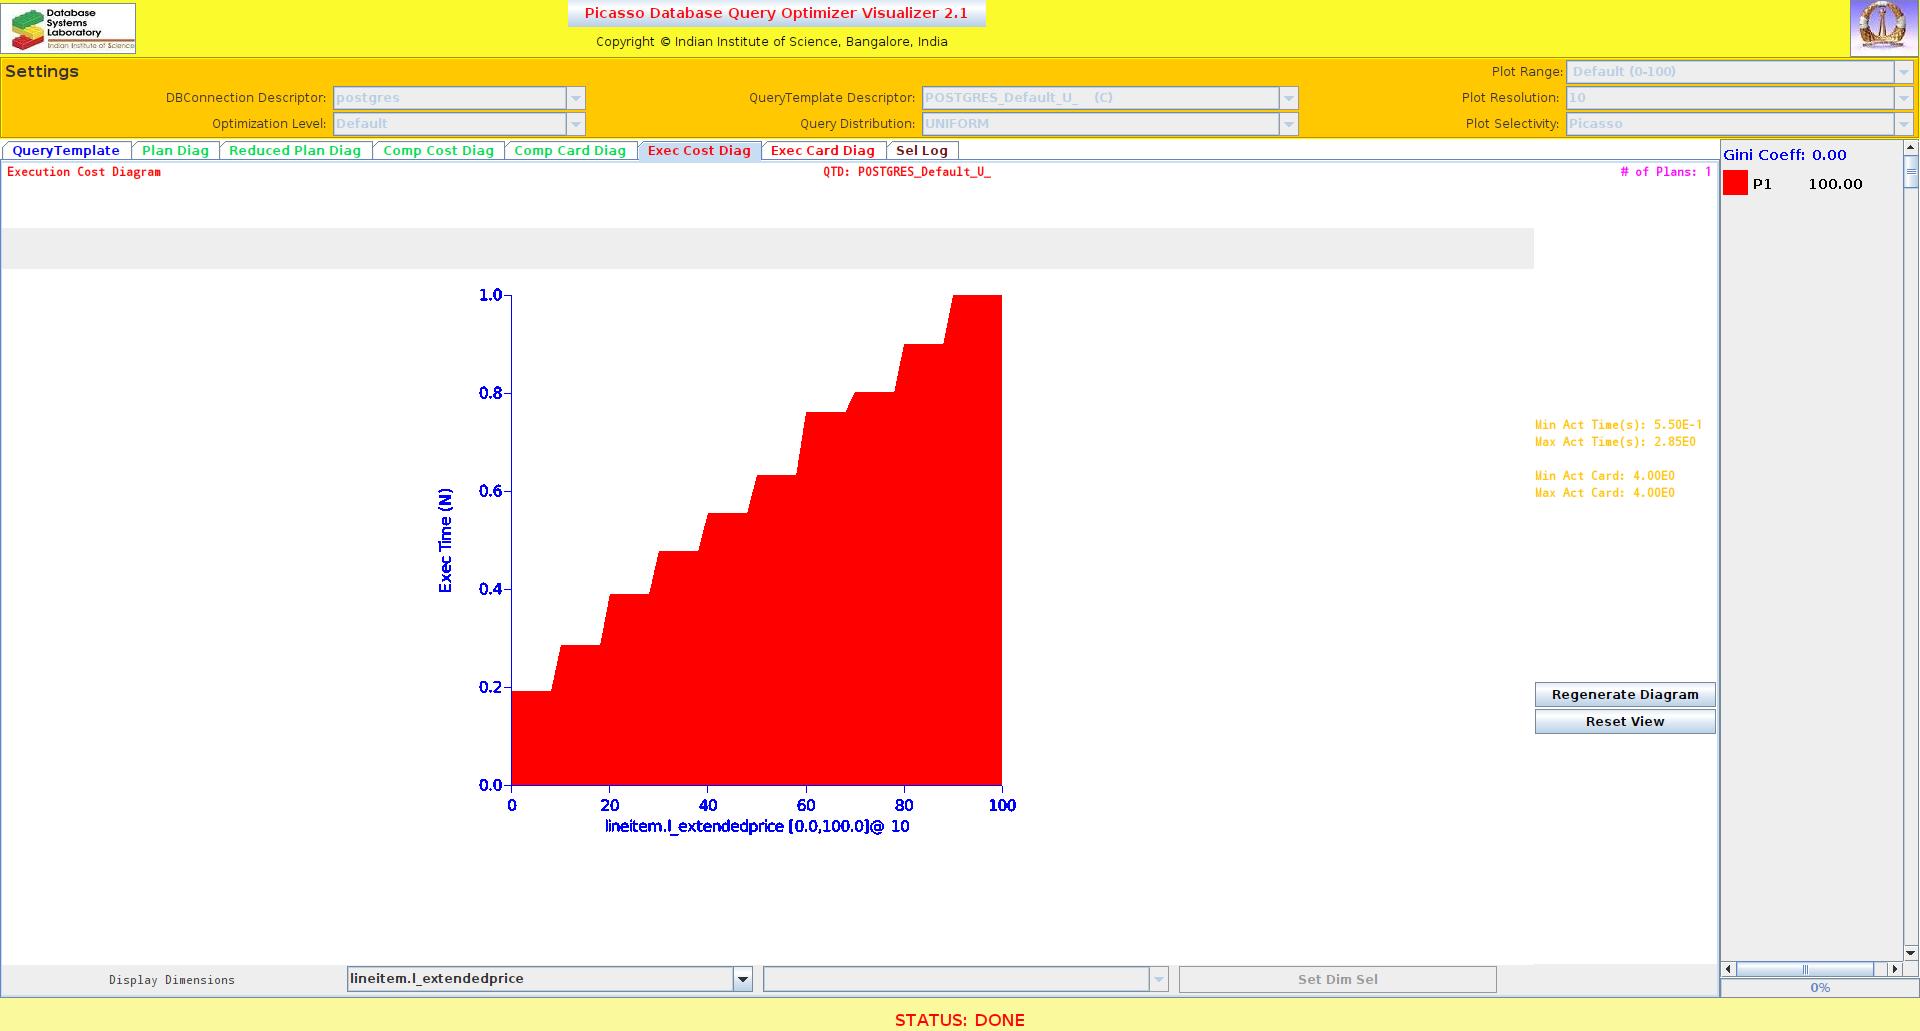 Database
Systems
Laboratory
Indian Institute of Science
Picasso Database Query Optimizer Visualizer 2.1
Copyright © Indian Institute of Science, Bangalore, India
Settings
Plot Range: Default (0-100)
DBConnection Descriptor: postgres QueryTemplate Descriptor: POSTGRES_Default_U_ (C) Plot Resolution: 10
Optimization Level: Default Query Distribution: UNIFORM Plot Selectivity: Picasso
QueryTemplate Plan Diag Reduced Plan Diag Comp Cost Diag Comp Card Diag Exec Cost Diag Exec Card Diag Sel Log
Execution Cost Diagram QTD: POSTGRES_Default_U_ # of Plans: 1
Gini Coeff: 0.00
P1 100.00
1.0
0.8
0.6
0.4
0.2
0.0
Exec Time (N)
0 20 40 60 80 100
lineitem.l_extendedprice [0.0,100.0]@ 10
Min Act Time(s): 5.50E-1
Max Act Time(s): 2.85E0
Min Act Card: 4.00E0
Max Act Card: 4.00E0
Regenerate Diagram
Reset View
Display Dimensions lineitem.l_extendedprice Set Dim Sel
0%
STATUS: DONE